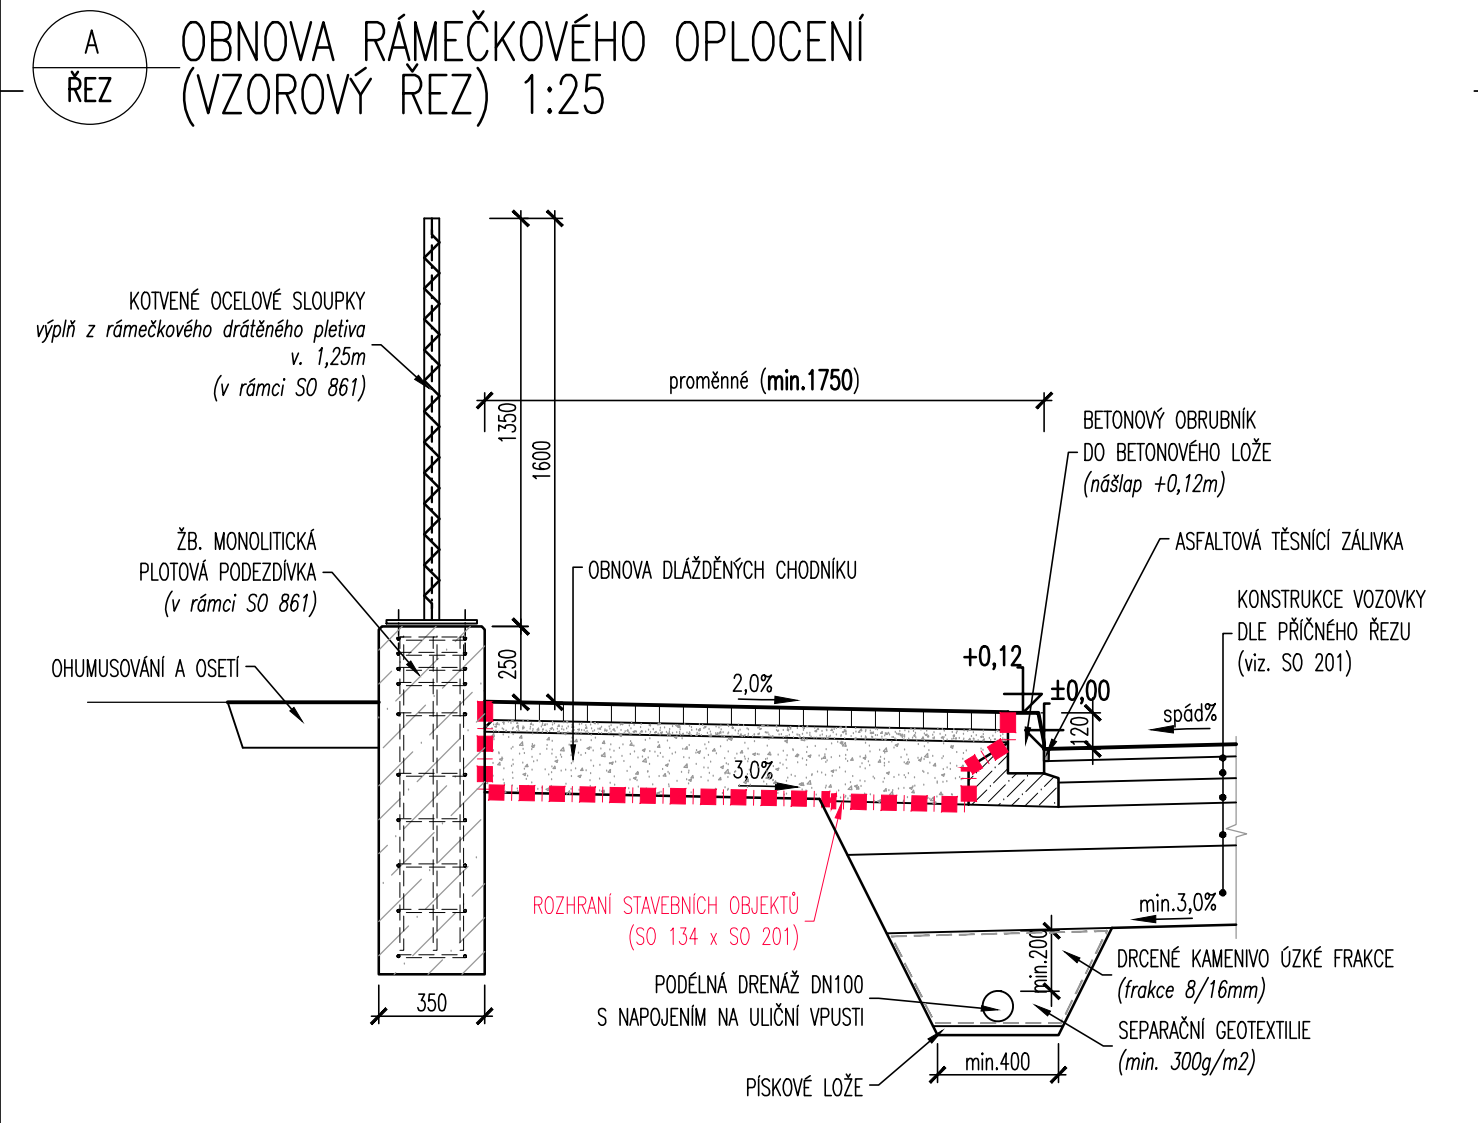 A
ŘEZ
OBNOVA RÁMEČKOVÉHO OPLOCENÍ
(VZOROVÝ ŘEZ) 1:25
KOTVENÉ OCELOVÉ SLOUPKY
výplň z rámečkového drátěného pletiva
v. 1,25m
(v rámci SO 861)
proměnné (min.1750)
1350
1600
BETONOVÝ OBRUBNÍK
DO BETONOVÉHO LOŽE
(nášlap +0,12m)
ŽB. MONOLITICKÁ
PLOTOVÁ PODEZDÍVKA
(v rámci SO 861)
OBNOVA DLÁŽDĚNÝCH CHODNÍKU
ASFALTOVÁ TĚSNÍCÍ ZÁLIVKA
KONSTRUKCE VOZOVKY
DLE PŘÍČNÉHO ŘEZU
(viz. SO 201)
OHUMUSOVÁNÍ A OSETÍ
250
2,0%
+0,12
±0,00
120
spád%
3,0%
ROZHRANÍ STAVEBNÍCH OBJEKTŮ
(SO 134 x SO 201)
min.3,0%
min.200
DRCENÉ KAMENIVO ÚZKÉ FRAKCE
(frakce 8/16mm)
PODÉLNÁ DRENÁŽ DN100
S NAPOJENÍM NA ULIČNÍ VPUSTI
350
SEPARAČNÍ GEOTEXTILIE
(min. 300g/m2)
min.400
PÍSKOVÉ LOŽE